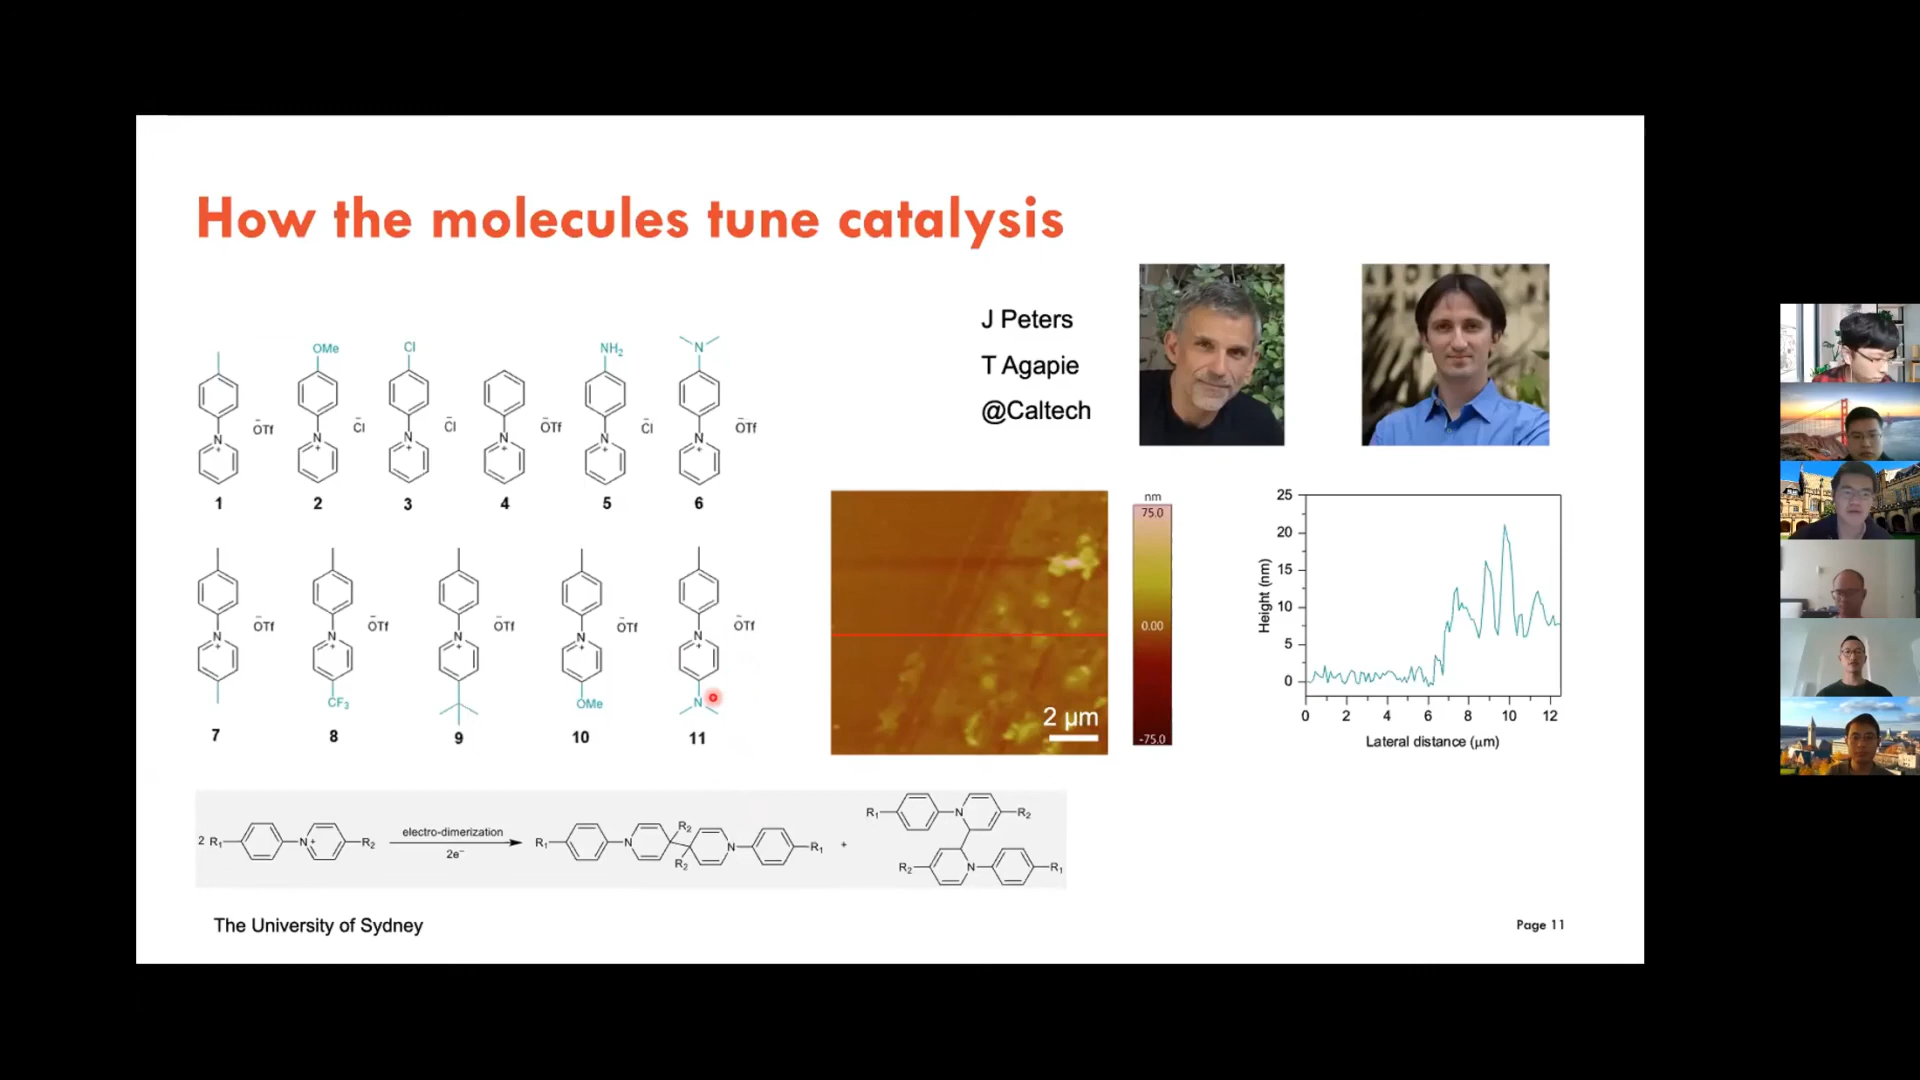 How the molecules tune catalysis
J Peters
T Agapie
@Caltech
OMe
Cl
NH₂
N
N⁺
N⁺
N⁺
N⁺
N⁺
N⁺
⁻OTf
⁻Cl
⁻Cl
⁻OTf
⁻Cl
⁻OTf
1
2
3
4
5
6
N⁺
N⁺
N⁺
N⁺
N⁺
⁻OTf
⁻OTf
⁻OTf
⁻OTf
⁻OTf
CF₃
OMe
N
7
8
9
10
11
nm
75.0
0.00
-75.0
2 μm
25
20
15
10
5
0
Height (nm)
0 2 4 6 8 10 12
Lateral distance (μm)
2 R₁ N⁺ R₂
electro-dimerization
2e⁻
R₁ N R₂ R₂ N R₁
+
R₁ N R₂
R₂ N R₁
The University of Sydney
Page 11